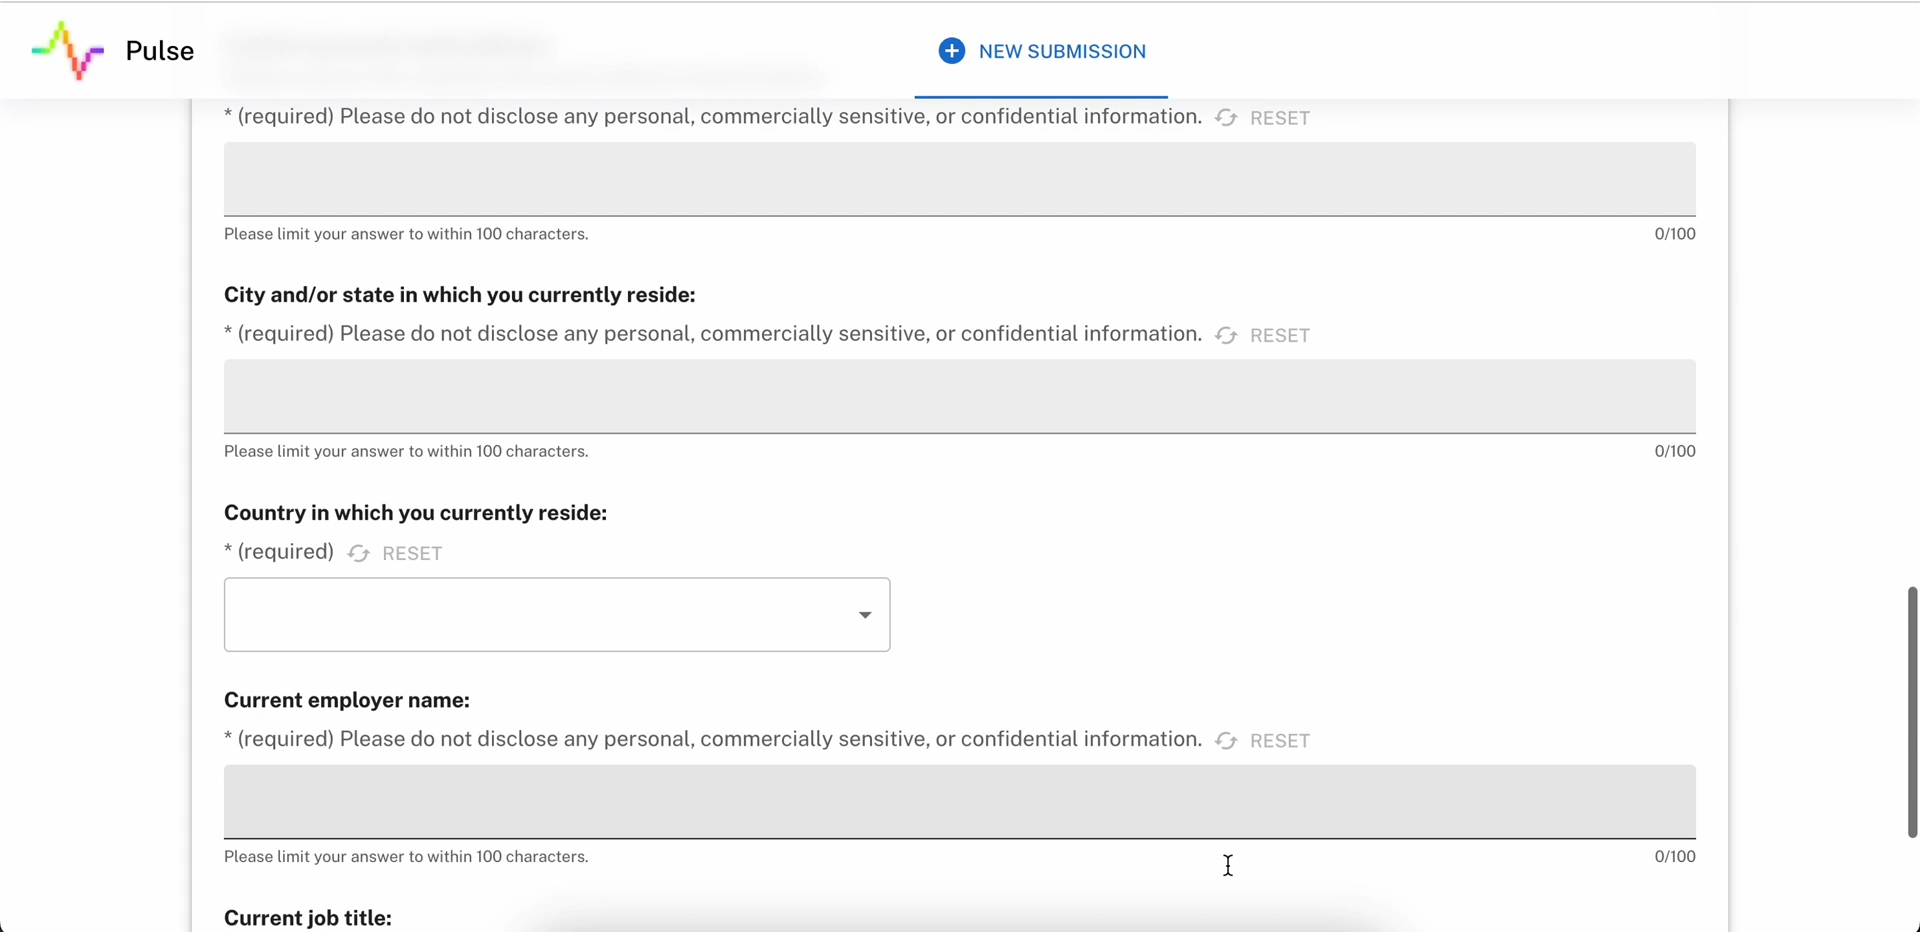 Pulse
NEW SUBMISSION
* (required) Please do not disclose any personal, commercially sensitive, or confidential information. RESET
Please limit your answer to within 100 characters. 0/100
City and/or state in which you currently reside:
* (required) Please do not disclose any personal, commercially sensitive, or confidential information. RESET
Please limit your answer to within 100 characters. 0/100
Country in which you currently reside:
* (required) RESET
Current employer name:
* (required) Please do not disclose any personal, commercially sensitive, or confidential information. RESET
Please limit your answer to within 100 characters. 0/100
Current job title: